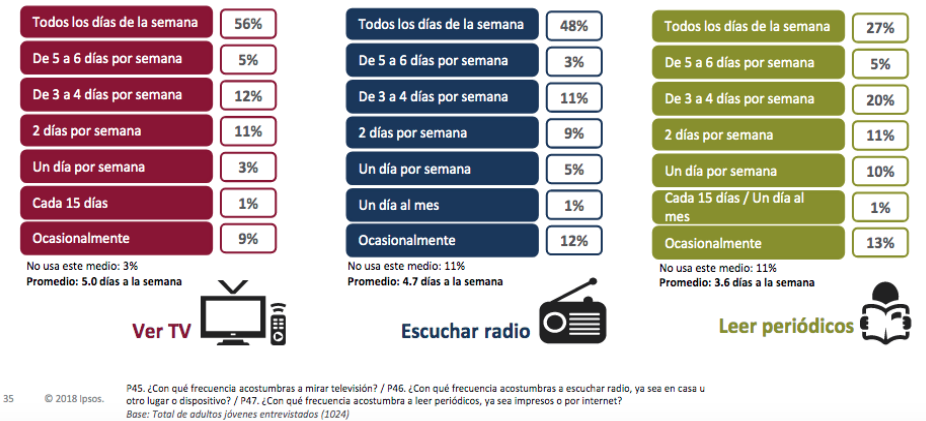 Todos los días de la semana 56%
De 5 a 6 días por semana 5%
De 3 a 4 días por semana 12%
2 días por semana 11%
Un día por semana 3%
Cada 15 días 1%
Ocasionalmente 9%
No usa este medio: 3%
Promedio: 5.0 días a la semana
Ver TV
Todos los días de la semana 48%
De 5 a 6 días por semana 3%
De 3 a 4 días por semana 11%
2 días por semana 9%
Un día por semana 5%
Un día al mes 1%
Ocasionalmente 12%
No usa este medio: 11%
Promedio: 4.7 días a la semana
Escuchar radio
Todos los días de la semana 27%
De 5 a 6 días por semana 5%
De 3 a 4 días por semana 20%
2 días por semana 11%
Un día por semana 10%
Cada 15 días / Un día al
mes 1%
Ocasionalmente 13%
No usa este medio: 11%
Promedio: 3.6 días a la semana
Leer periódicos
35 © 2018 Ipsos.
P45. ¿Con qué frecuencia acostumbras a mirar televisión? / P46. ¿Con qué frecuencia acostumbras a escuchar radio, ya sea en casa u
otro lugar o dispositivo? / P47. ¿Con qué frecuencia acostumbra a leer periódicos, ya sea impresos o por internet?
Base: Total de adultos jóvenes entrevistados (1024)